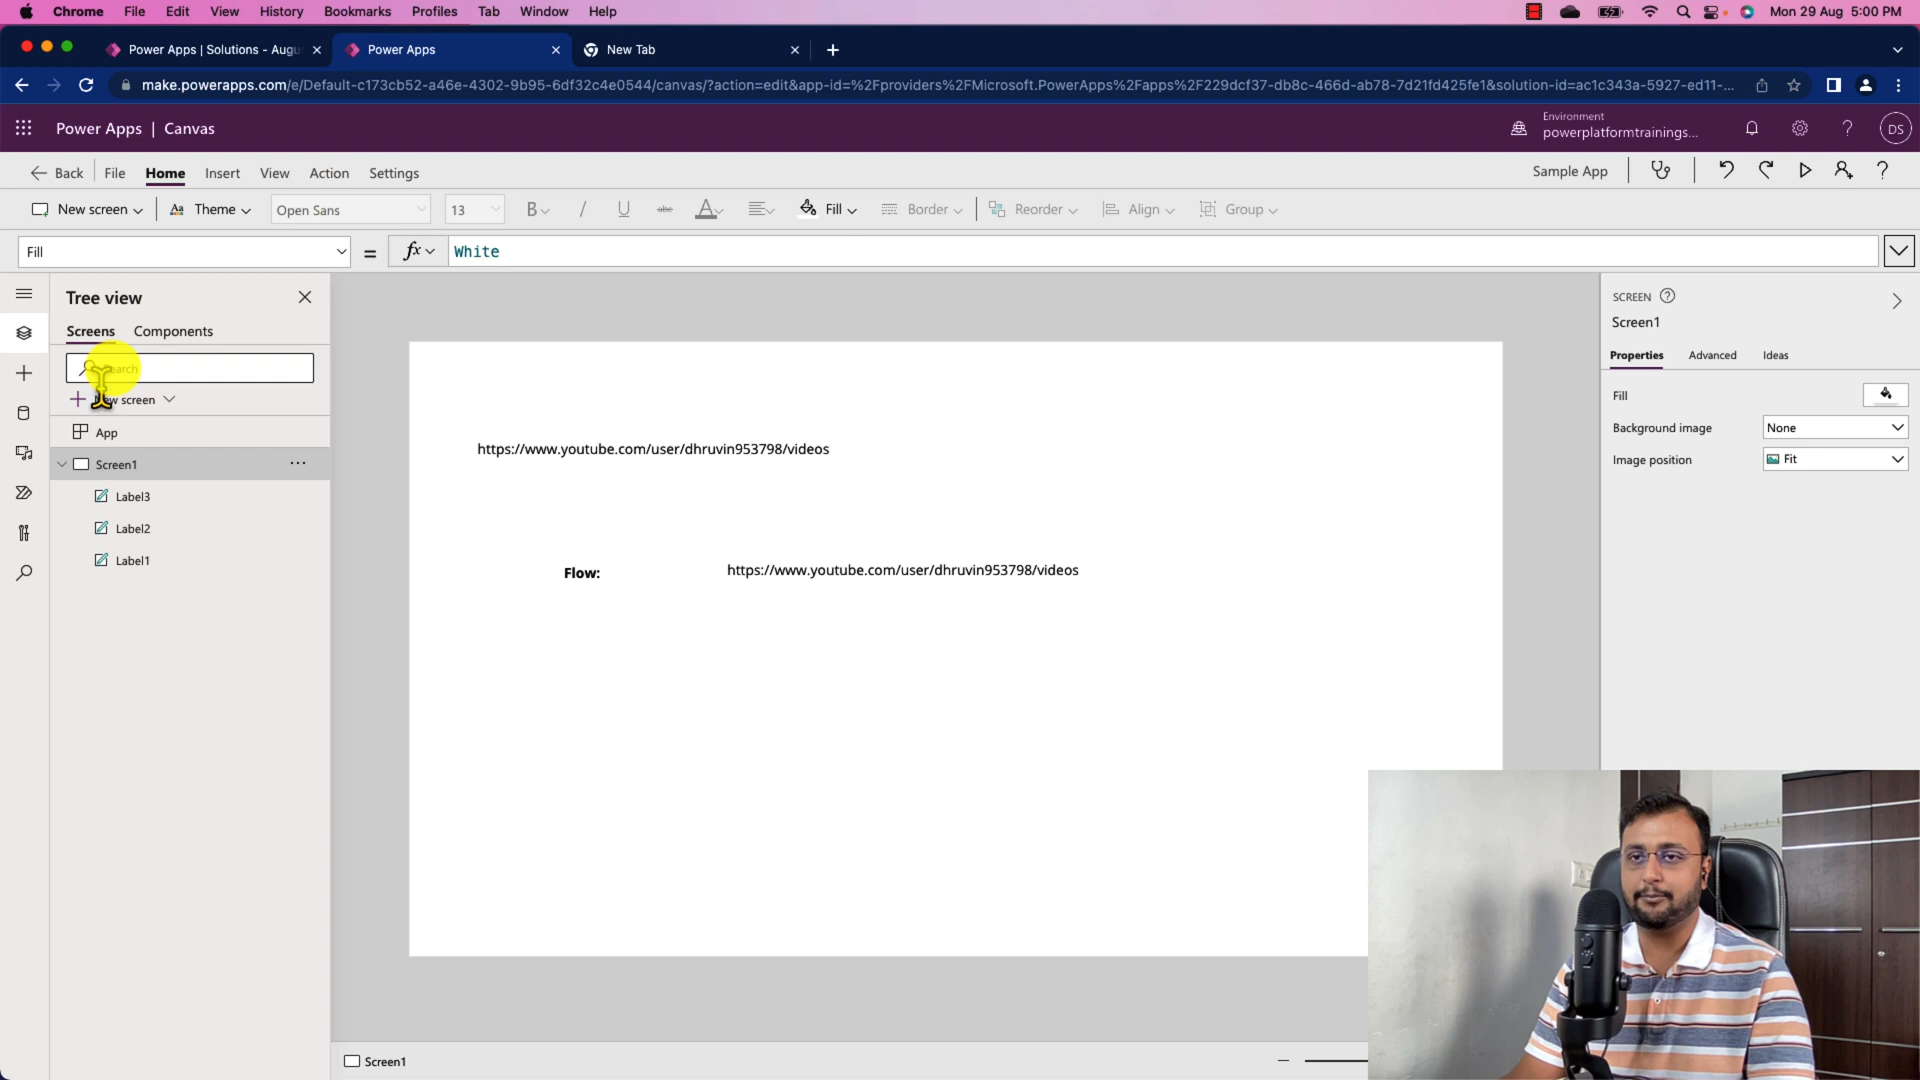 Chrome File Edit View History Bookmarks Profiles Tab Window Help Mon 29 Aug 5:00 PM
Power Apps | Solutions - Augu Power Apps New Tab
make.powerapps.com/e/Default-c173cb52-a46e-4302-9b95-6df32c4e0544/canvas/?action=edit&app-id=%2Fproviders%2FMicrosoft.PowerApps%2Fapps%2F229dcf37-db8c-466d-ab78-7d21fd425fe1&solution-id=ac1c343a-5927-ed11-...
Power Apps | Canvas
Environment
powerplatformtrainings...
DS
Back File Home Insert View Action Settings Sample App
New screen Theme Open Sans 13 B / U abc A Fill Border Reorder Align Group
Fill = fx White
Tree view
Screens Components
New screen
App
Screen1
Label3
Label2
Label1
https://www.youtube.com/user/dhruvin953798/videos
Flow: https://www.youtube.com/user/dhruvin953798/videos
SCREEN
Screen1
Properties Advanced Ideas
Fill
Background image None
Image position Fit
Screen1